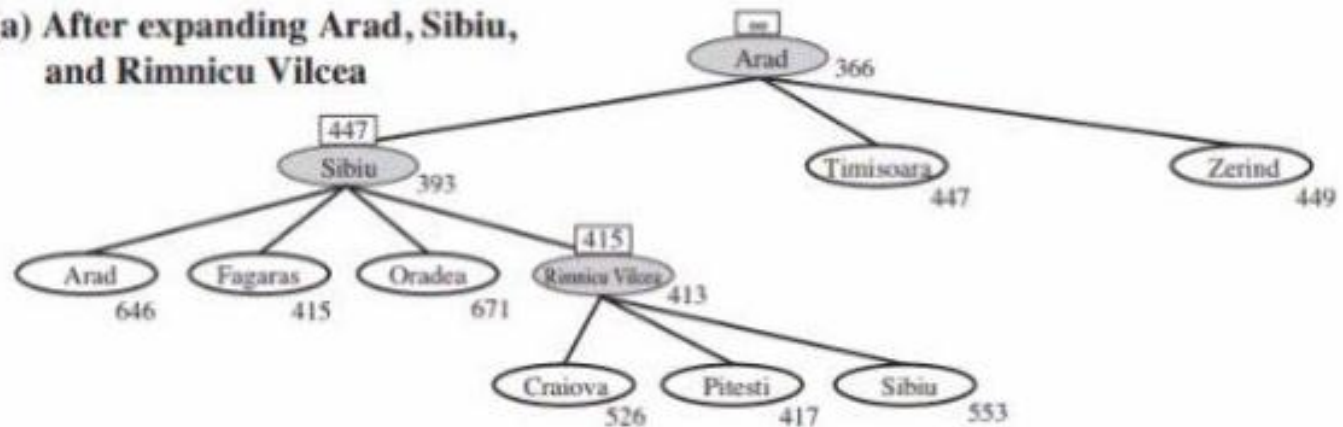 a) After expanding Arad, Sibiu,
and Rimnicu Vilcea
∞
Arad 366
447
Sibiu 393
Timisoara 447
Zerind 449
Arad 646
Fagaras 415
Oradea 671
415
Rimnicu Vilcea 413
Craiova 526
Pitesti 417
Sibiu 553